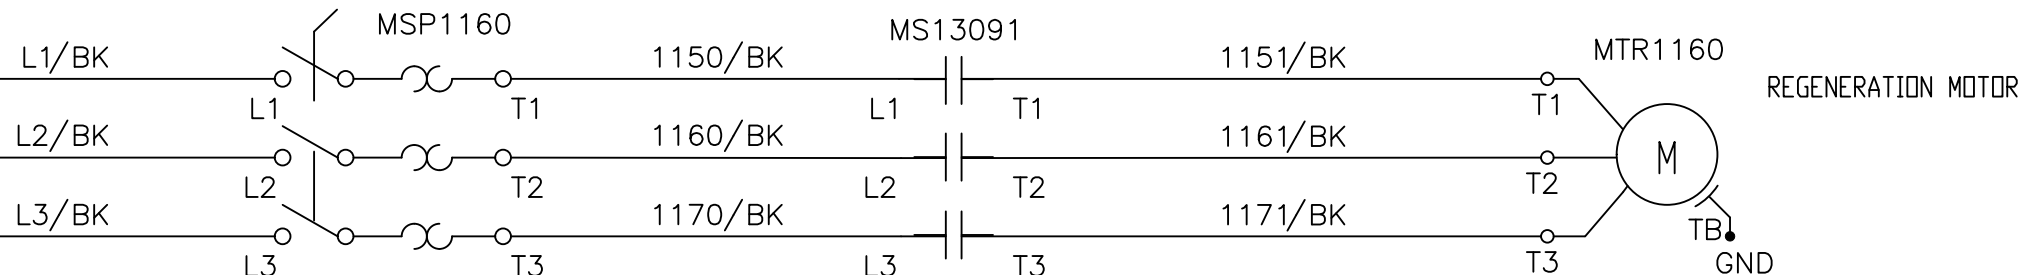 MSP1160
MS13091
MTR1160
L1/BK 1150/BK 1151/BK
REGENERATION MOTOR
L1 T1 L1 T1 T1
L2/BK 1160/BK 1161/BK
M
L2 T2 L2 T2 T2
L3/BK 1170/BK 1171/BK
TB
L3 T3 L3 T3 T3
GND